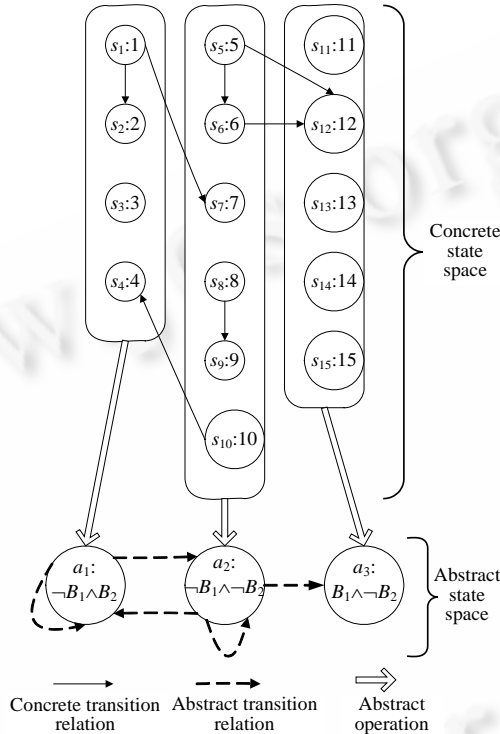 s₁:1
s₅:5
s₁₁:11
s₂:2
s₆:6
s₁₂:12
s₃:3
s₇:7
s₁₃:13
s₄:4
s₈:8
s₁₄:14
s₉:9
s₁₅:15
s₁₀:10
Concrete
state
space
a₁:
¬B₁∧B₂
a₂:
¬B₁∧¬B₂
a₃:
B₁∧¬B₂
Abstract
state
space
Concrete transition
relation
Abstract transition
relation
Abstract
operation